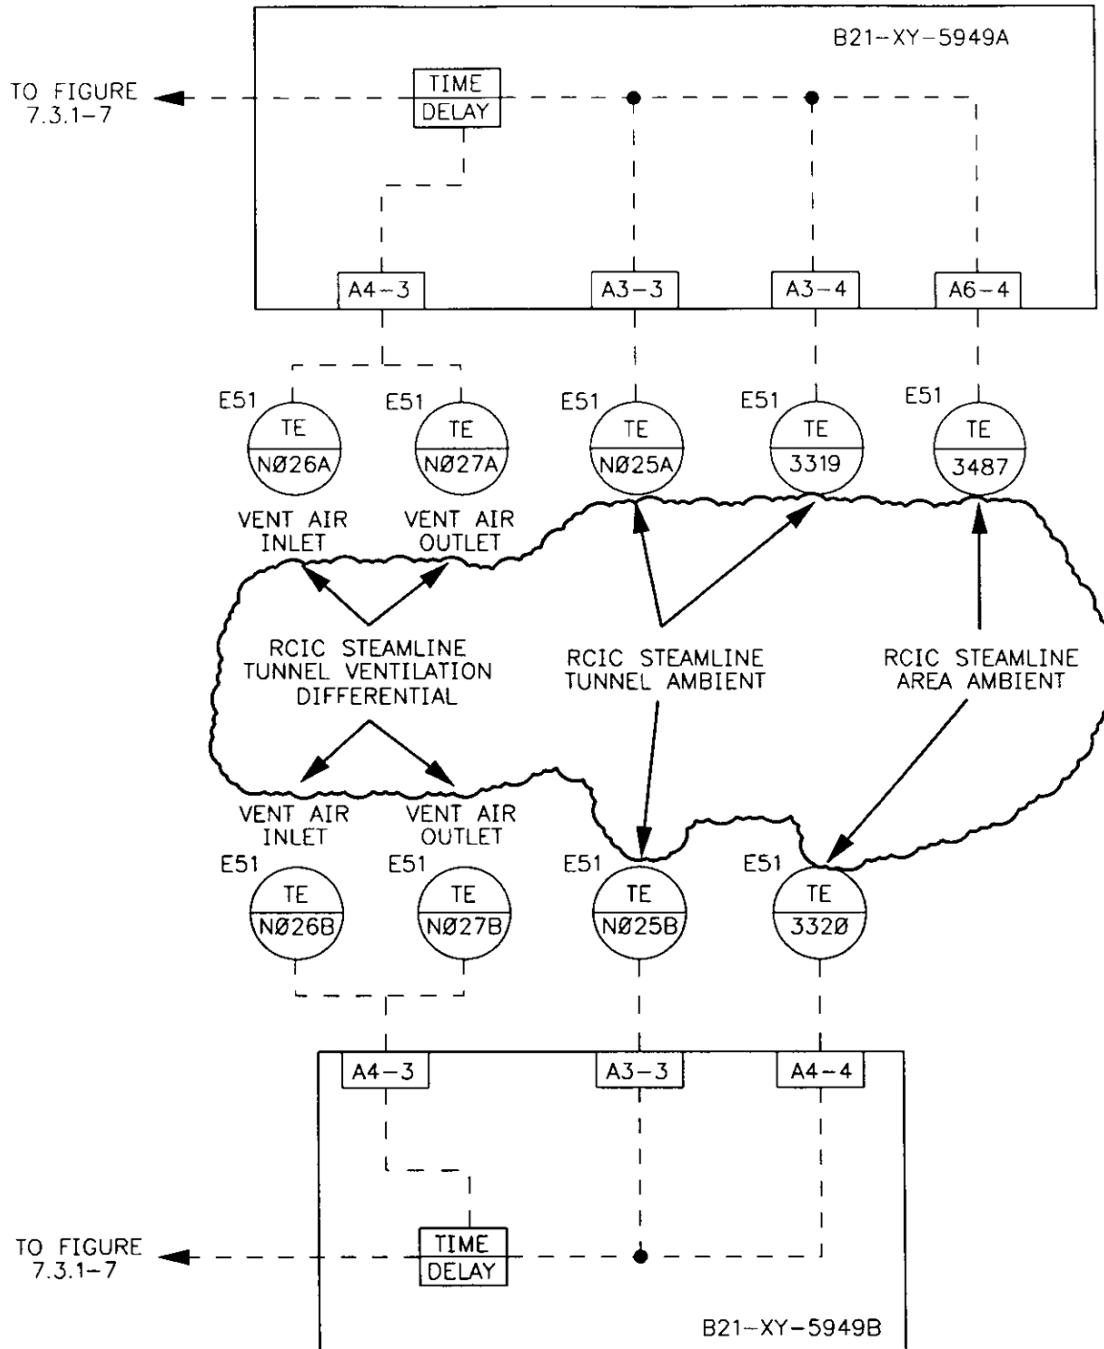 B21-XY-5949A
TO FIGURE
7.3.1-7
TIME
DELAY
A4-3
A3-3
A3-4
A6-4
E51
TE
NØ26A
E51
TE
NØ27A
E51
TE
NØ25A
E51
TE
3319
E51
TE
3487
VENT AIR
INLET
VENT AIR
OUTLET
RCIC STEAMLINE
TUNNEL VENTILATION
DIFFERENTIAL
RCIC STEAMLINE
TUNNEL AMBIENT
RCIC STEAMLINE
AREA AMBIENT
VENT AIR
INLET
VENT AIR
OUTLET
E51
TE
NØ26B
E51
TE
NØ27B
E51
TE
NØ25B
E51
TE
332Ø
A4-3
A3-3
A4-4
TO FIGURE
7.3.1-7
TIME
DELAY
B21-XY-5949B